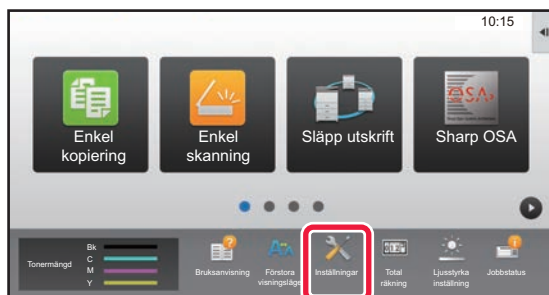 10:15
Enkel
kopiering
Enkel
skanning
Släpp utskrift
OSA
Sharp OSA
Tonermängd
Bk
C
M
Y
Bruksanvisning
Förstora
visningsläge
Inställningar
Total
räkning
Ljusstyrka
inställning
Jobbstatus